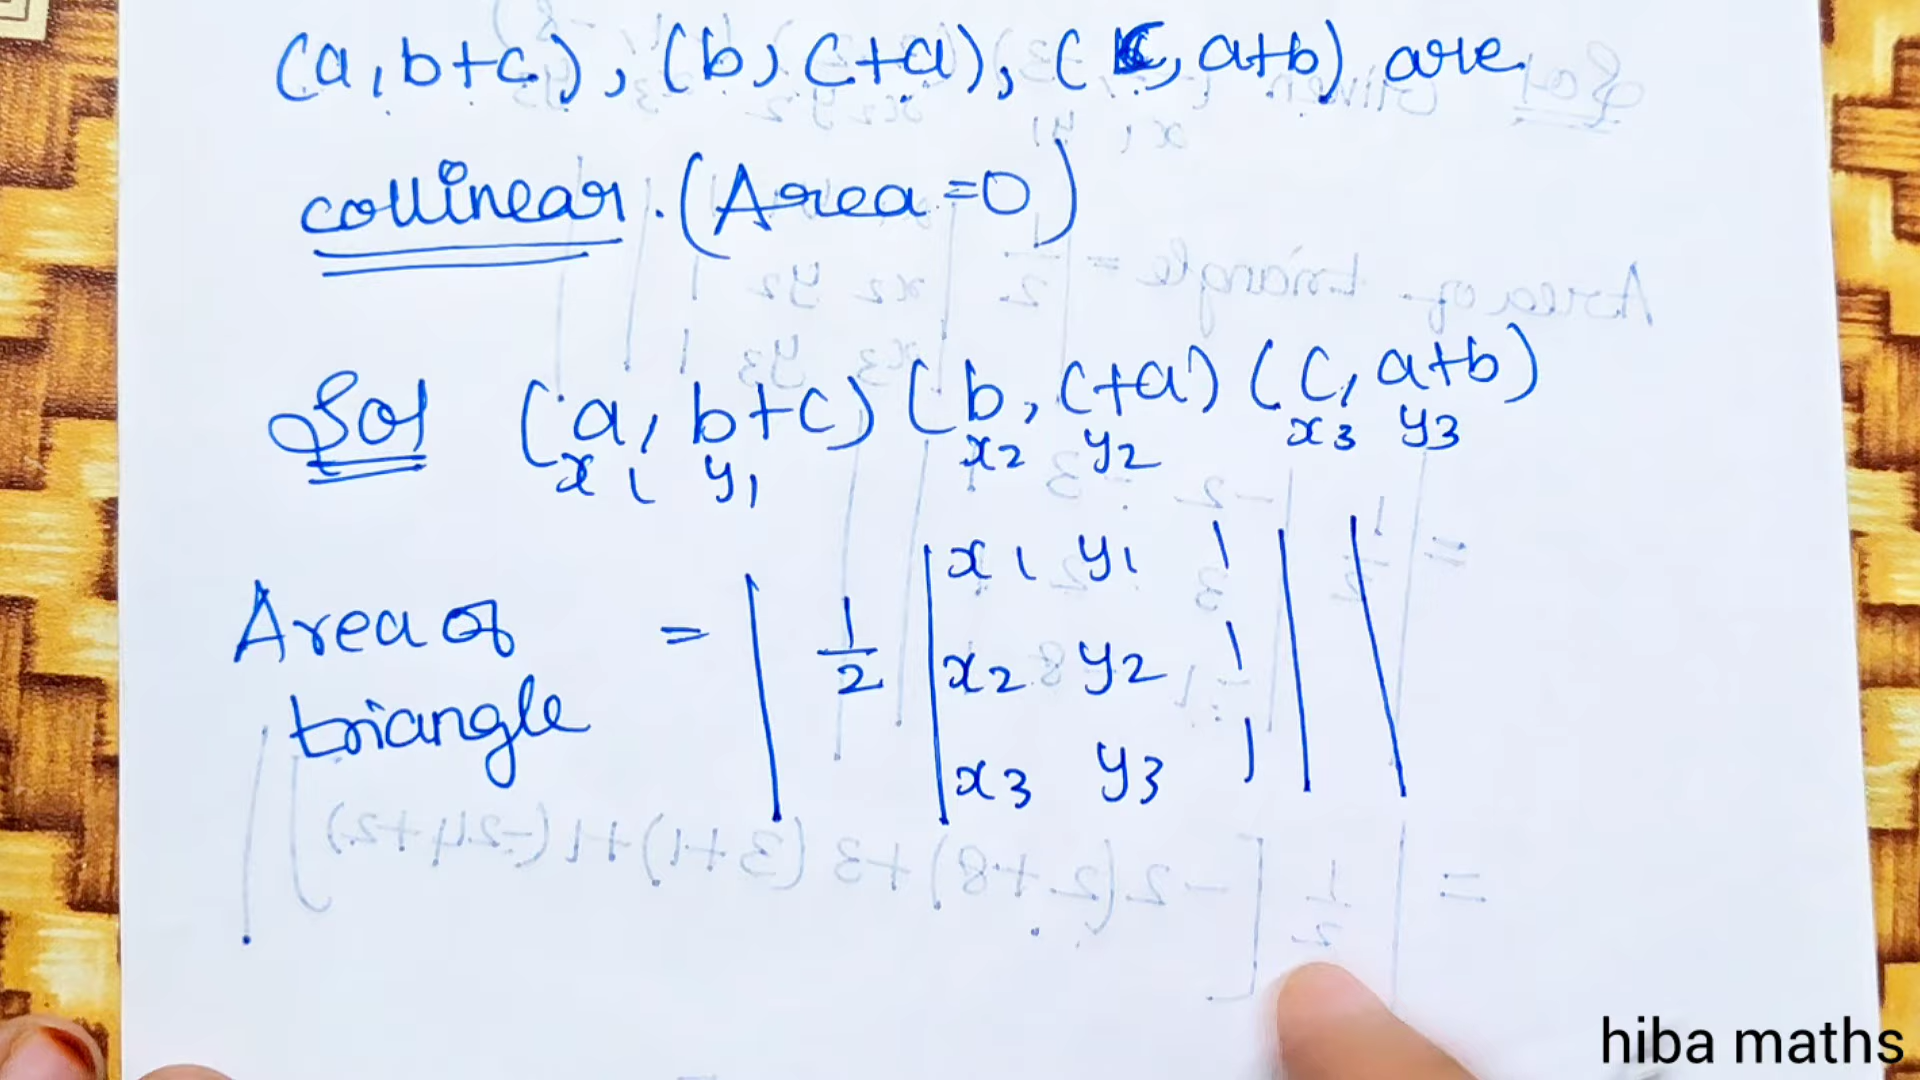 (a, b+c), (b, c+a), (c, a+b) are
collinear. (Area = 0)
Sol (a, b+c) (b, c+a) (c, a+b)
x1 y1 x2 y2 x3 y3
Area of triangle = | 1/2 | x1 y1 1 | |
x2 y2 1
x3 y3 1
hiba maths